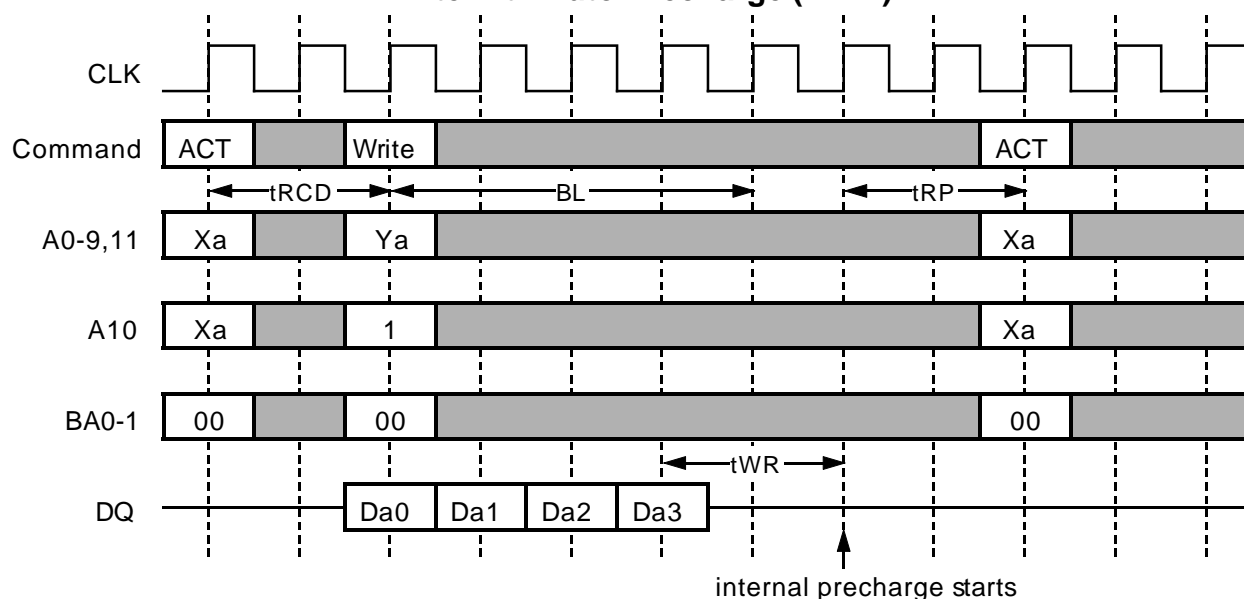 CLK
Command ACT Write ACT
tRCD BL tRP
A0-9,11 Xa Ya Xa
A10 Xa 1 Xa
BA0-1 00 00 00
tWR
DQ Da0 Da1 Da2 Da3
internal precharge starts